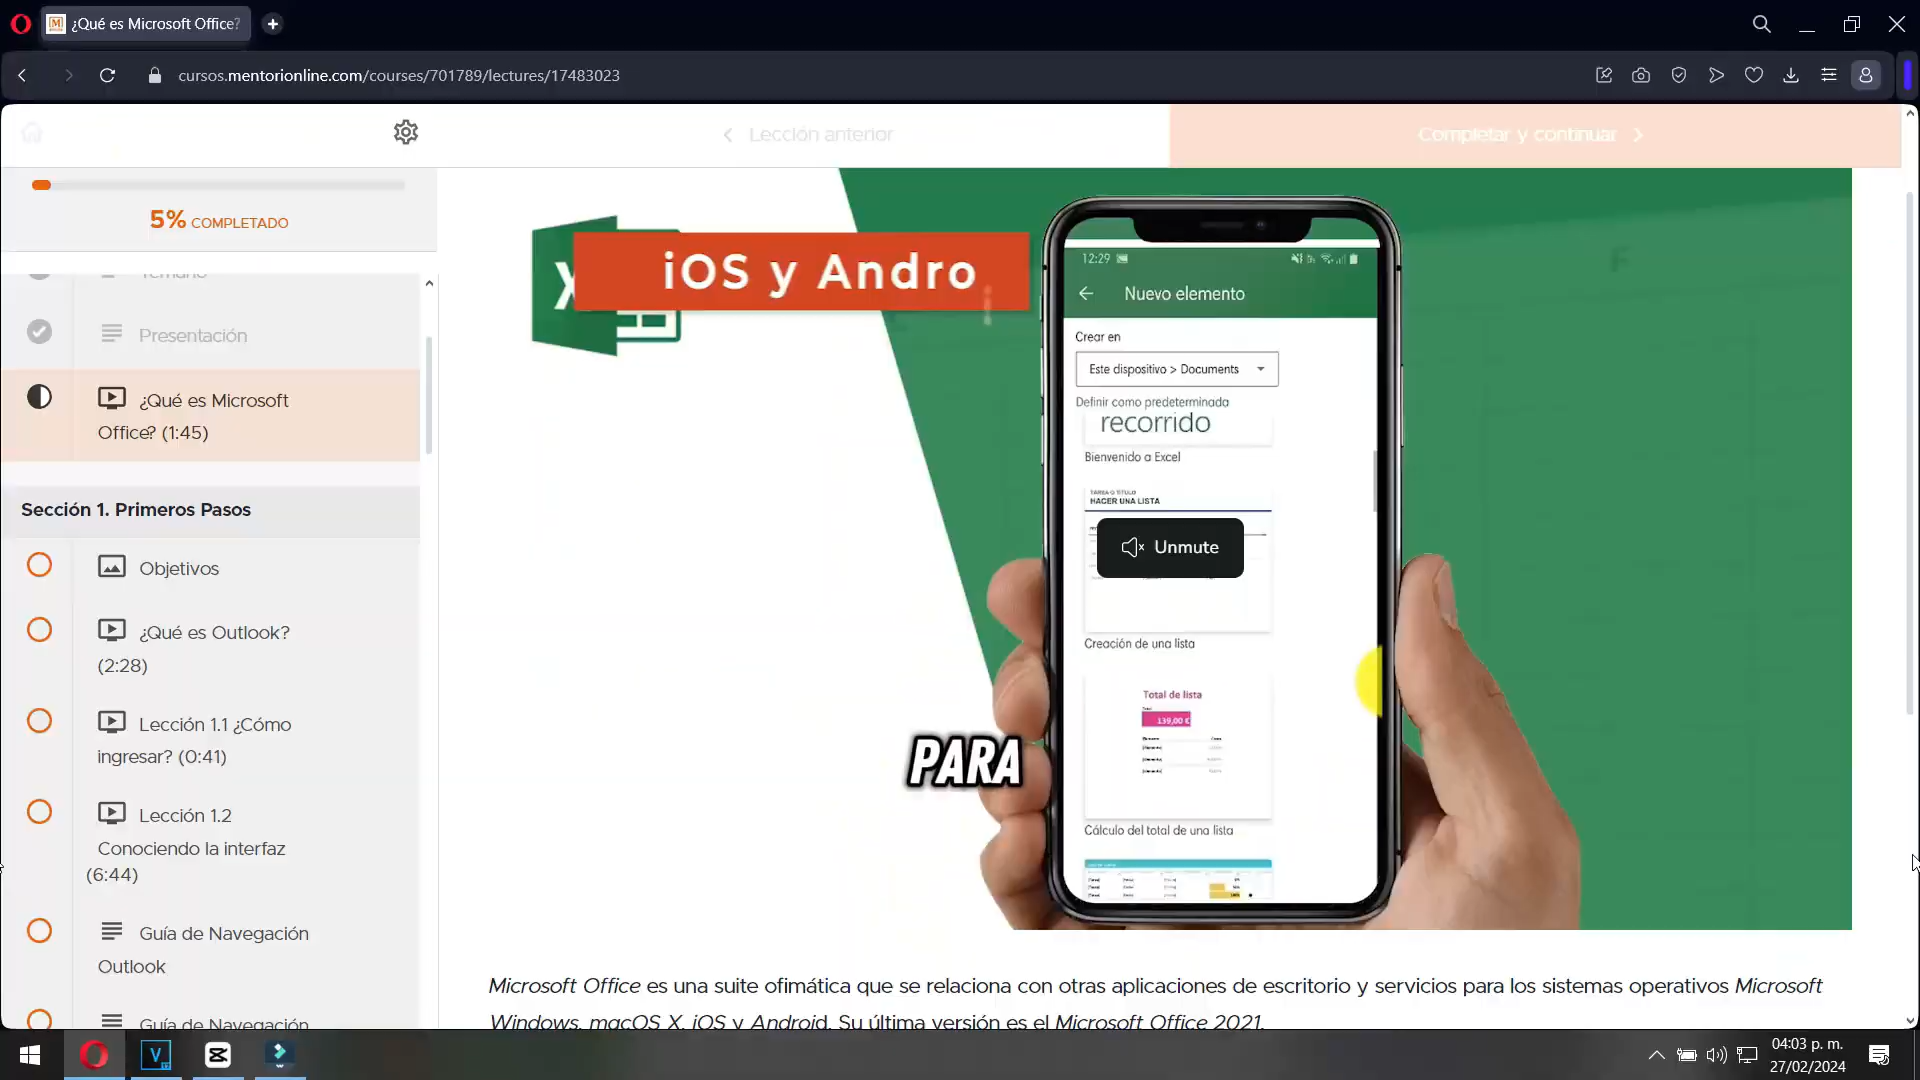 ¿Qué es Microsoft Office?
cursos.mentorionline.com/courses/701789/lectures/17483023
Lección anterior
Completar y continuar
5% COMPLETADO
Temario
Presentación
¿Qué es Microsoft
Office? (1:45)
Sección 1. Primeros Pasos
Objetivos
¿Qué es Outlook?
(2:28)
Lección 1.1 ¿Cómo
ingresar? (0:41)
Lección 1.2
Conociendo la interfaz
(6:44)
Guía de Navegación
Outlook
Guía de Navegación
iOS y Andro
12:29
Nuevo elemento
Crear en
Este dispositivo > Documents
Definir como predeterminada
recorrido
Bienvenido a Excel
TAREA O TÍTULO
HACER UNA LISTA
Unmute
Creación de una lista
Total de lista
139,00 €
Cálculo del total de una lista
PARA
Microsoft Office es una suite ofimática que se relaciona con otras aplicaciones de escritorio y servicios para los sistemas operativos Microsoft
Windows, macOS X, iOS y Android. Su última versión es el Microsoft Office 2021.
04:03 p. m.
27/02/2024